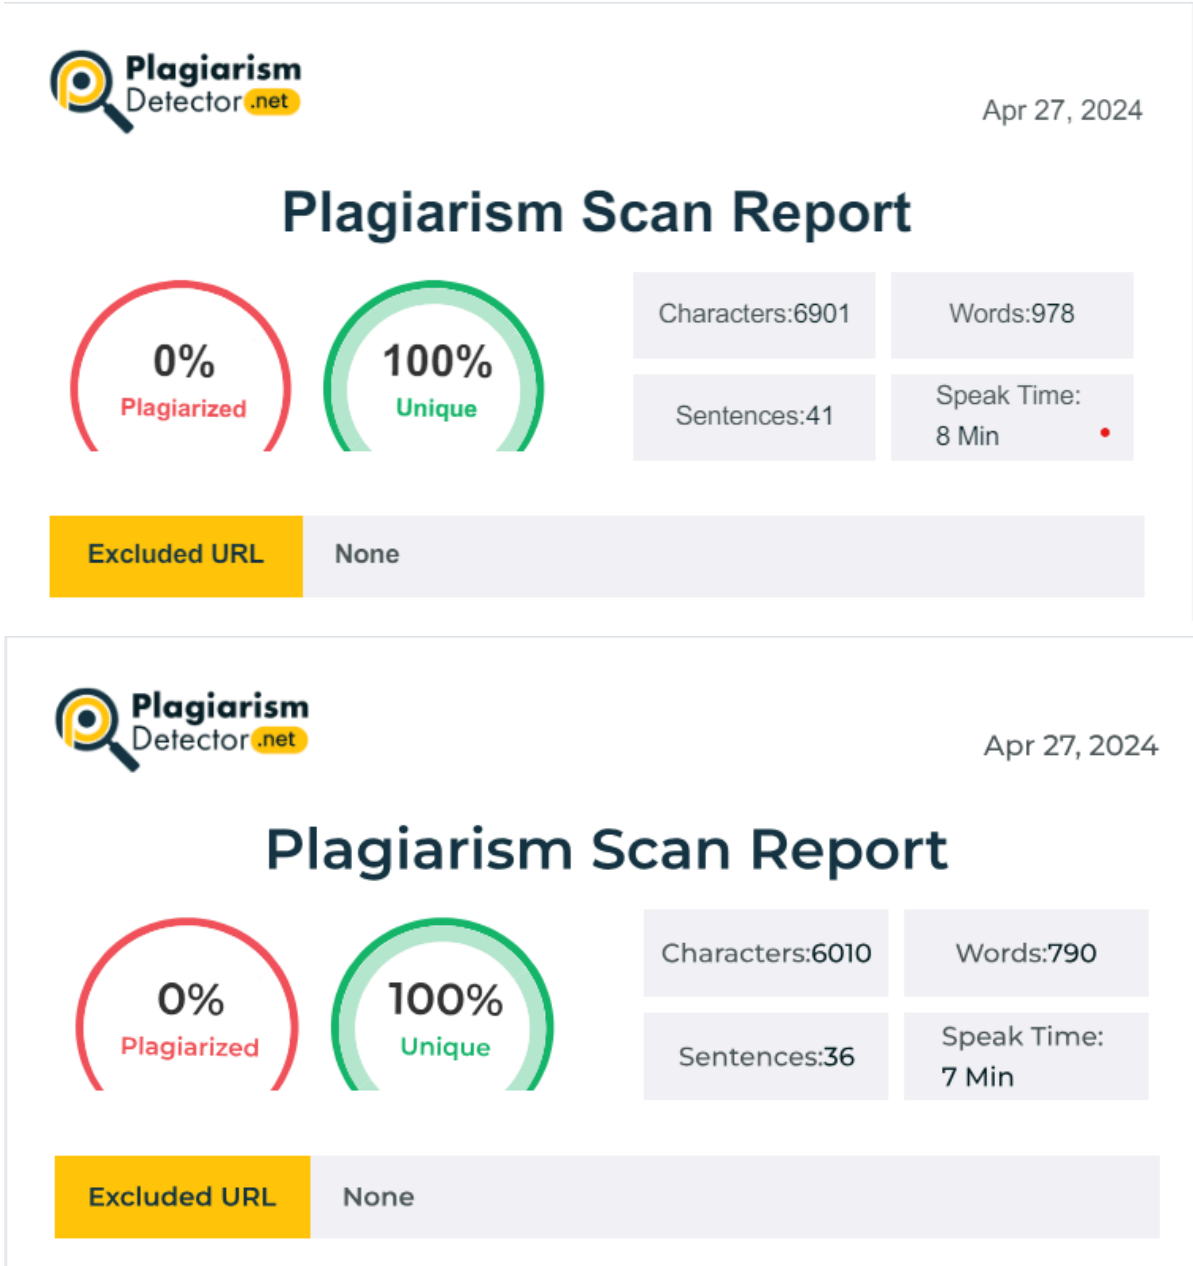 Plagiarism
Detector .net
Apr 27, 2024
Plagiarism Scan Report
0%
Plagiarized
100%
Unique
Characters:6901
Words:978
Sentences:41
Speak Time:
8 Min
Excluded URL
None
Plagiarism
Detector .net
Apr 27, 2024
Plagiarism Scan Report
0%
Plagiarized
100%
Unique
Characters:6010
Words:790
Sentences:36
Speak Time:
7 Min
Excluded URL
None